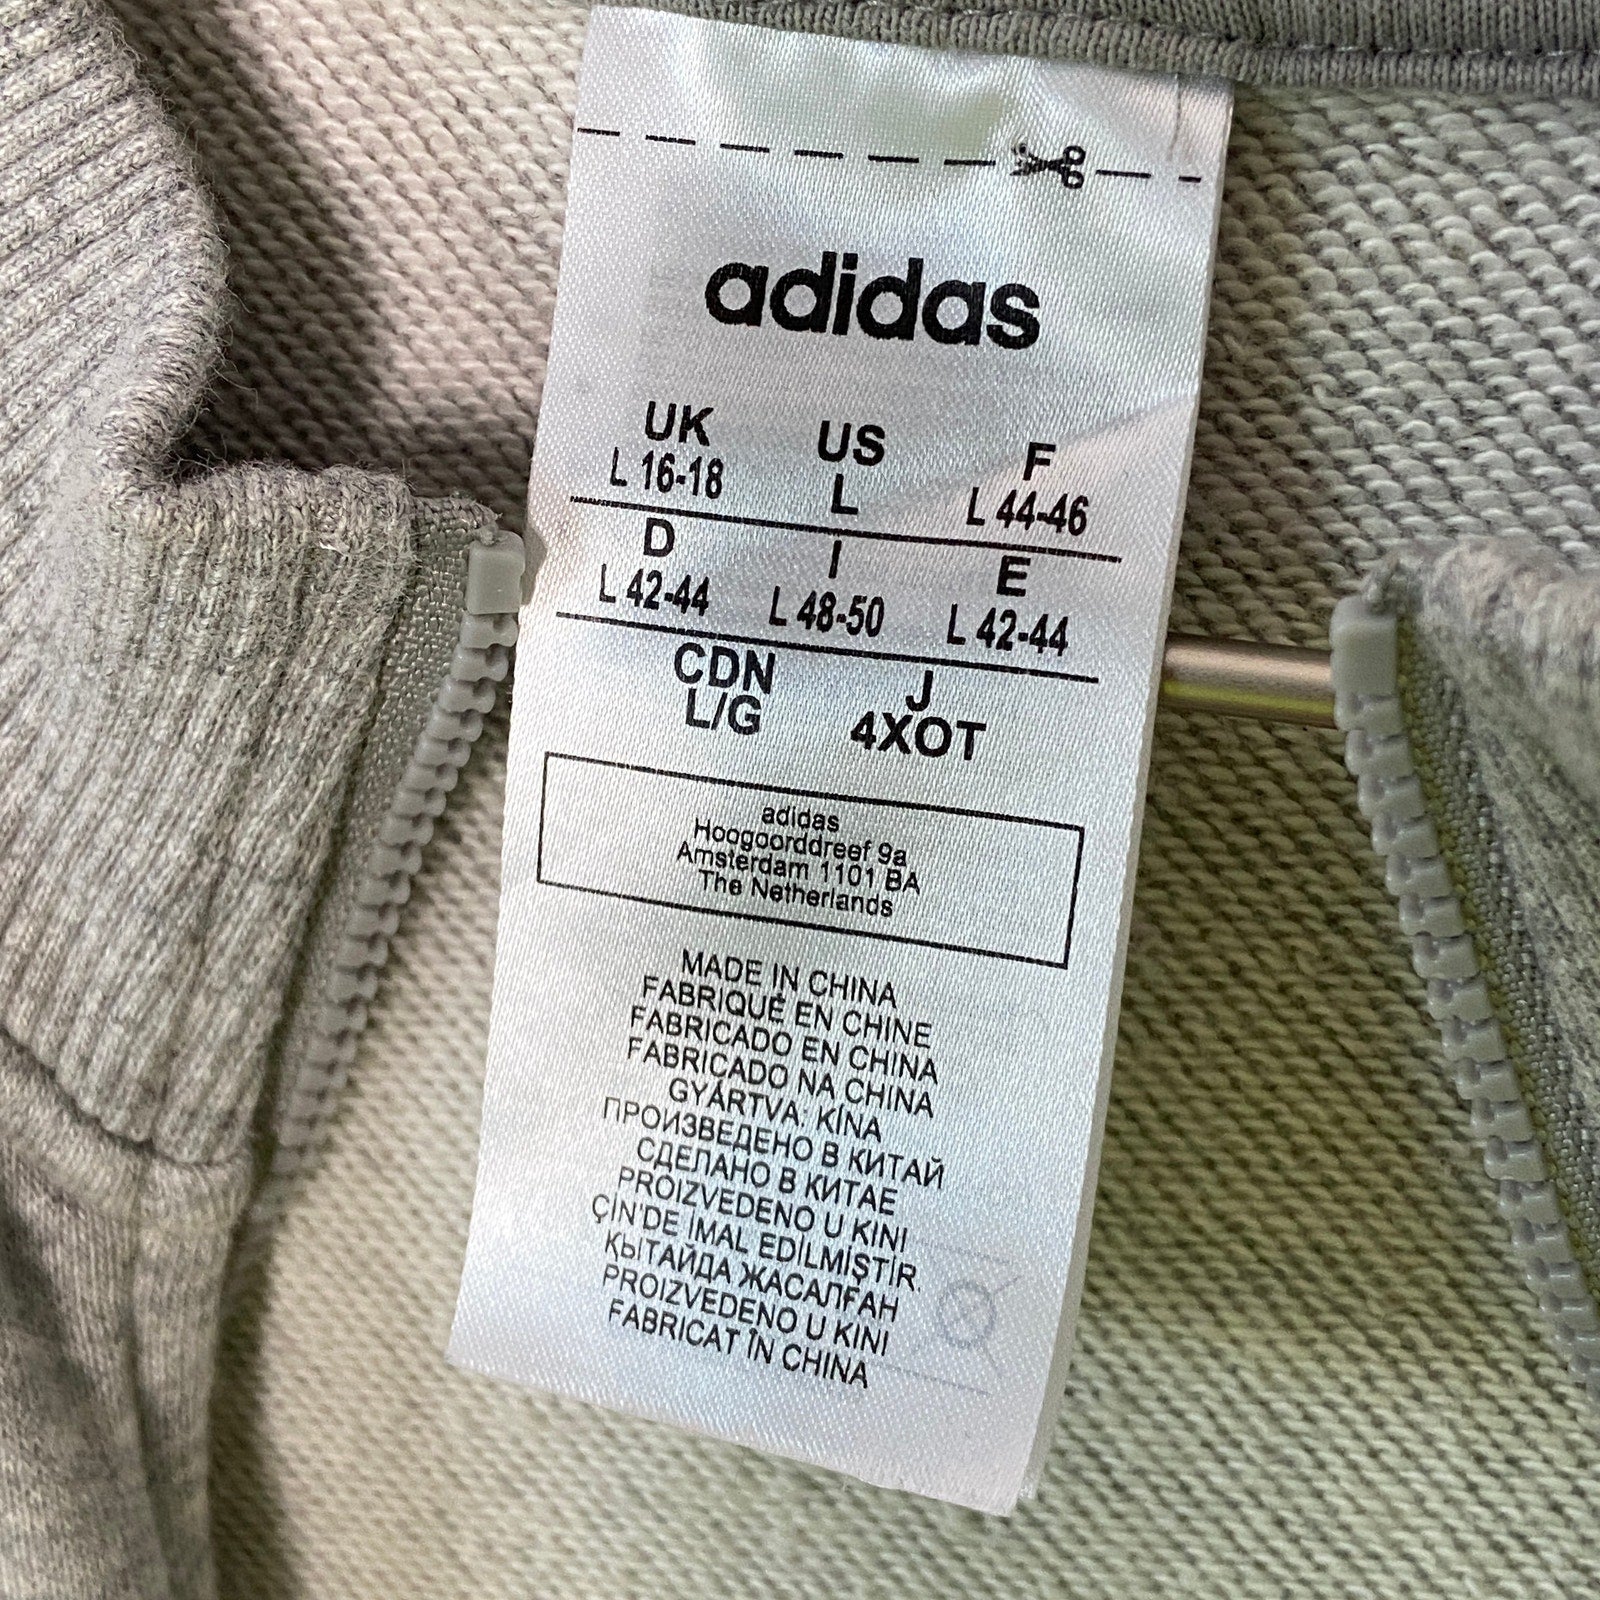 adidas
UK US F
L 16-18 L L 44-46
D I E
L 42-44 L 48-50 L 42-44
CDN J
L/G 4XOT
adidas
Hoogoorddreef 9a
Amsterdam 1101 BA
The Netherlands
MADE IN CHINA
FABRIQUÉ EN CHINE
FABRICADO EN CHINA
FABRICADO NA CHINA
GYÁRTVA: KÍNA
ПРОИЗВЕДЕНО В КИТАЙ
СДЕЛАНО В КИТАЕ
PROIZVEDENO U KINI
ÇİN'DE İMAL EDİLMİŞTİR.
ҚЫТАЙДА ЖАСАЛҒАН
PROIZVEDENO U KINI
FABRICAT ÎN CHINA